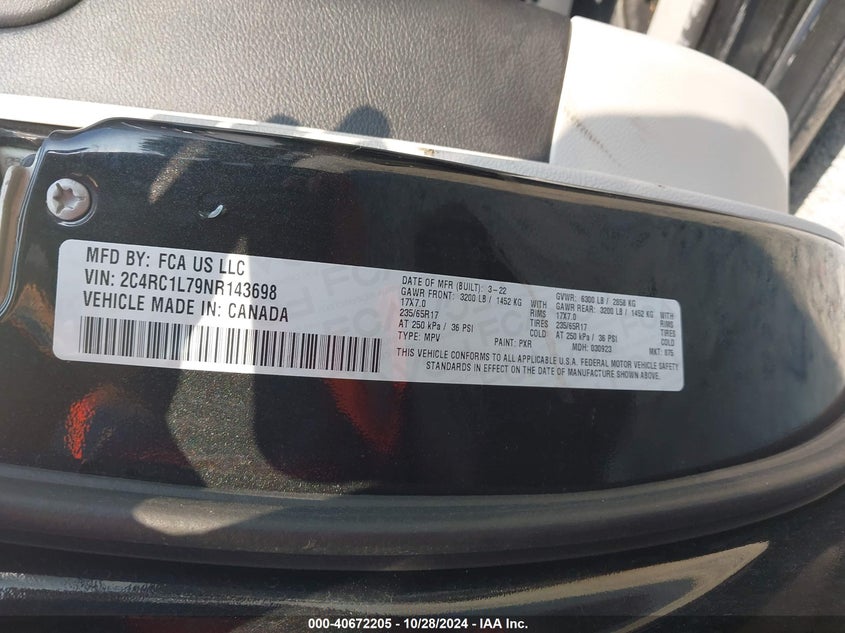 MFD BY: FCA US LLC
VIN: 2C4RC1L79NR143698
VEHICLE MADE IN: CANADA
DATE OF MFR (BUILT): 3-22
GAWR FRONT: 3200 LB / 1452 KG WITH
17X7.0 RIMS
235/65R17 TIRES
AT 250 kPa / 36 PSI COLD
TYPE: MPV PAINT: PXR
GVWR: 6300 LB / 2858 KG
GAWR REAR: 3200 LB / 1452 KG WITH
17X7.0 RIMS
235/65R17 TIRES
AT 250 kPa / 36 PSI COLD
MDH: 030923 MKT:
THIS VEHICLE CONFORMS TO ALL APPLICABLE U.S.A. FEDERAL MOTOR VEHICLE SAFETY
STANDARDS IN EFFECT ON THE DATE OF MANUFACTURE SHOWN ABOVE.
000-40672205 - 10/28/2024 - IAA Inc.